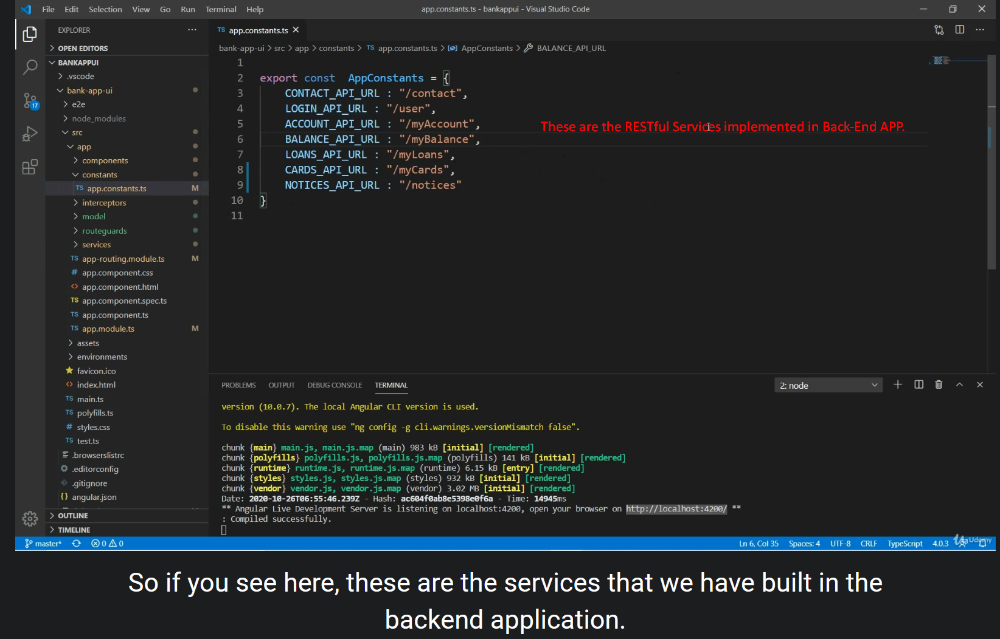 File Edit Selection View Go Run Terminal Help
app.constants.ts - bankappui - Visual Studio Code
EXPLORER
OPEN EDITORS
BANKAPPUI
.vscode
bank-app-ui
e2e
node_modules
src
app
components
constants
TS app.constants.ts M
interceptors
model
routeguards
services
TS app-routing.module.ts M
# app.component.css
<> app.component.html
TS app.component.spec.ts
TS app.component.ts
TS app.module.ts M
assets
environments
favicon.ico
<> index.html
TS main.ts
TS polyfills.ts
# styles.css
TS test.ts
.browserslistrc
.editorconfig
.gitignore
{} angular.json
OUTLINE
TIMELINE
17
TS app.constants.ts
bank-app-ui > src > app > constants > TS app.constants.ts > AppConstants > BALANCE_API_URL
1
2 export const AppConstants = {
3 CONTACT_API_URL : "/contact",
4 LOGIN_API_URL : "/user",
5 ACCOUNT_API_URL : "/myAccount",
These are the RESTful Services implemented in Back-End APP.
6 BALANCE_API_URL : "/myBalance",
7 LOANS_API_URL : "/myLoans",
8 CARDS_API_URL : "/myCards",
9 NOTICES_API_URL : "/notices"
10 }
11
PROBLEMS OUTPUT DEBUG CONSOLE TERMINAL
2: node
version (10.0.7). The local Angular CLI version is used.
To disable this warning use "ng config -g cli.warnings.versionMismatch false".
chunk {main} main.js, main.js.map (main) 983 kB [initial] [rendered]
chunk {polyfills} polyfills.js, polyfills.js.map (polyfills) 141 kB [initial] [rendered]
chunk {runtime} runtime.js, runtime.js.map (runtime) 6.15 kB [entry] [rendered]
chunk {styles} styles.js, styles.js.map (styles) 932 kB [initial] [rendered]
chunk {vendor} vendor.js, vendor.js.map (vendor) 3.02 MB [initial] [rendered]
Date: 2020-10-26T06:55:46.239Z - Hash: ac604f0ab8e5398e0f6a - Time: 14945ms
** Angular Live Development Server is listening on localhost:4200, open your browser on http://localhost:4200/ **
: Compiled successfully.
master* 0 0
Ln 6, Col 35 Spaces: 4 UTF-8 CRLF TypeScript 4.0.3
Udemy
So if you see here, these are the services that we have built in the
backend application.